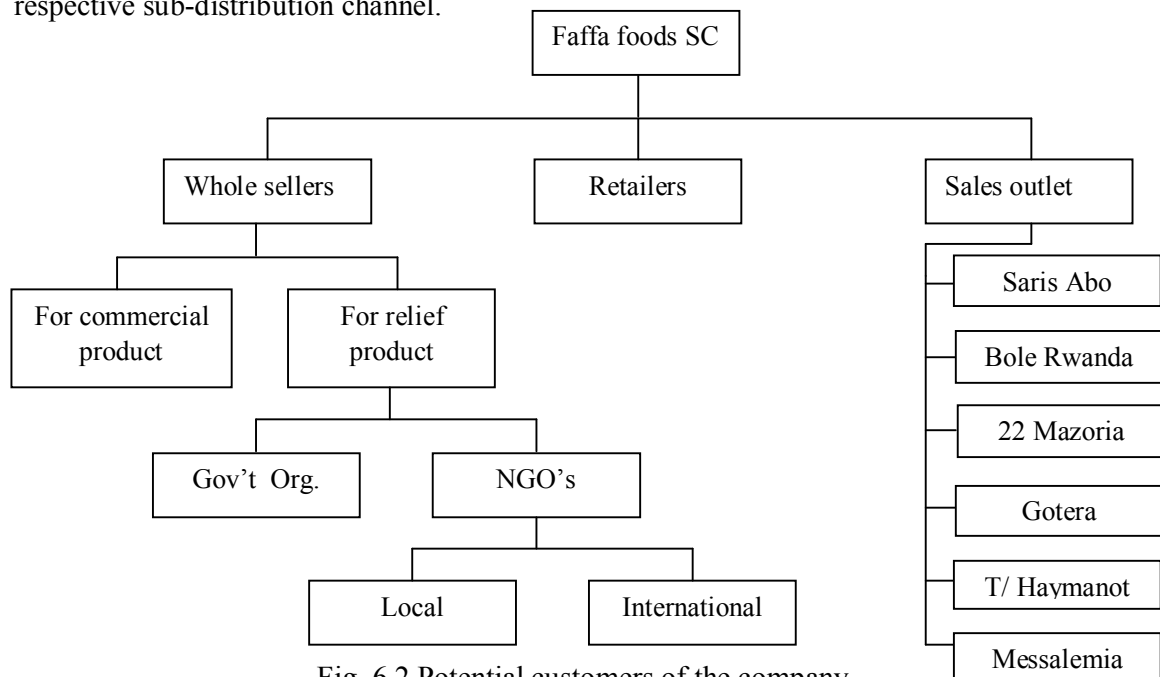 respective sub-distribution channel.
Faffa foods SC
Whole sellers
Retailers
Sales outlet
For commercial
product
For relief
product
Gov't Org.
NGO's
Local
International
Saris Abo
Bole Rwanda
22 Mazoria
Gotera
T/ Haymanot
Messalemia
Fig. 6.2 Potential customers of the company